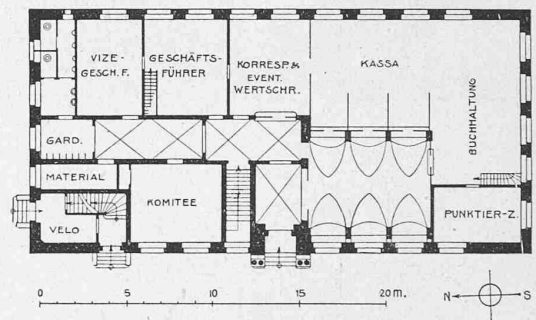 VIZE-
GESCH. F.
GESCHÄFTS-
FÜHRER
KORRESP. &
EVENT.
WERTSCHR.
KASSA
BUCHHALTUNG
GARD.
MATERIAL
KOMITEE
VELO
PUNKTIER-Z.
0 5 10 15 20 m.
N S